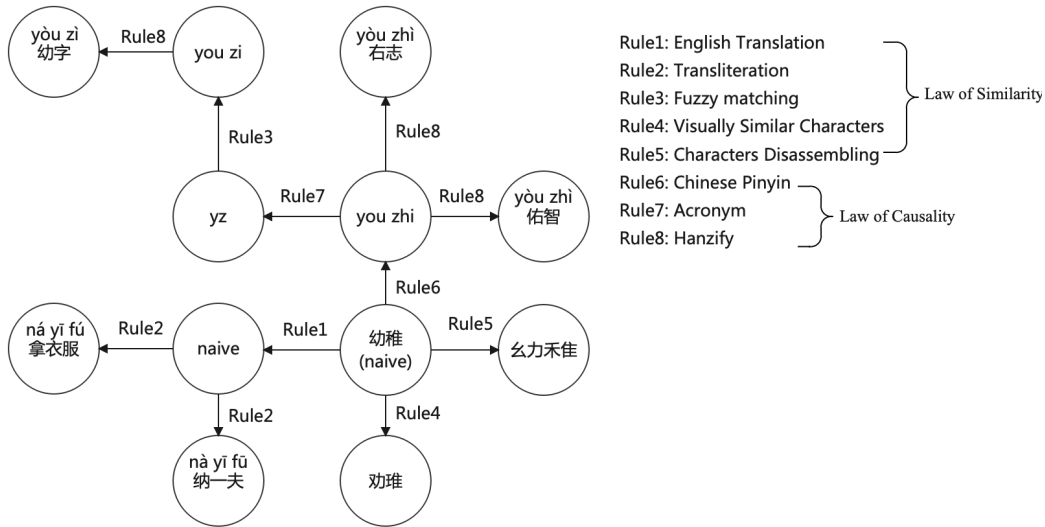 yòu zì
幼字
Rule8
you zi
yòu zhì
右志
Rule3
Rule8
yz
Rule7
you zhi
Rule8
yòu zhì
佑智
Rule6
ná yī fú
拿衣服
Rule2
naive
Rule1
幼稚
(naive)
Rule5
幺力禾隹
Rule2
Rule4
nà yī fū
纳一夫
劝琟
Rule1: English Translation
Rule2: Transliteration
Rule3: Fuzzy matching
Rule4: Visually Similar Characters
Rule5: Characters Disassembling
Rule6: Chinese Pinyin
Rule7: Acronym
Rule8: Hanzify
Law of Similarity
Law of Causality